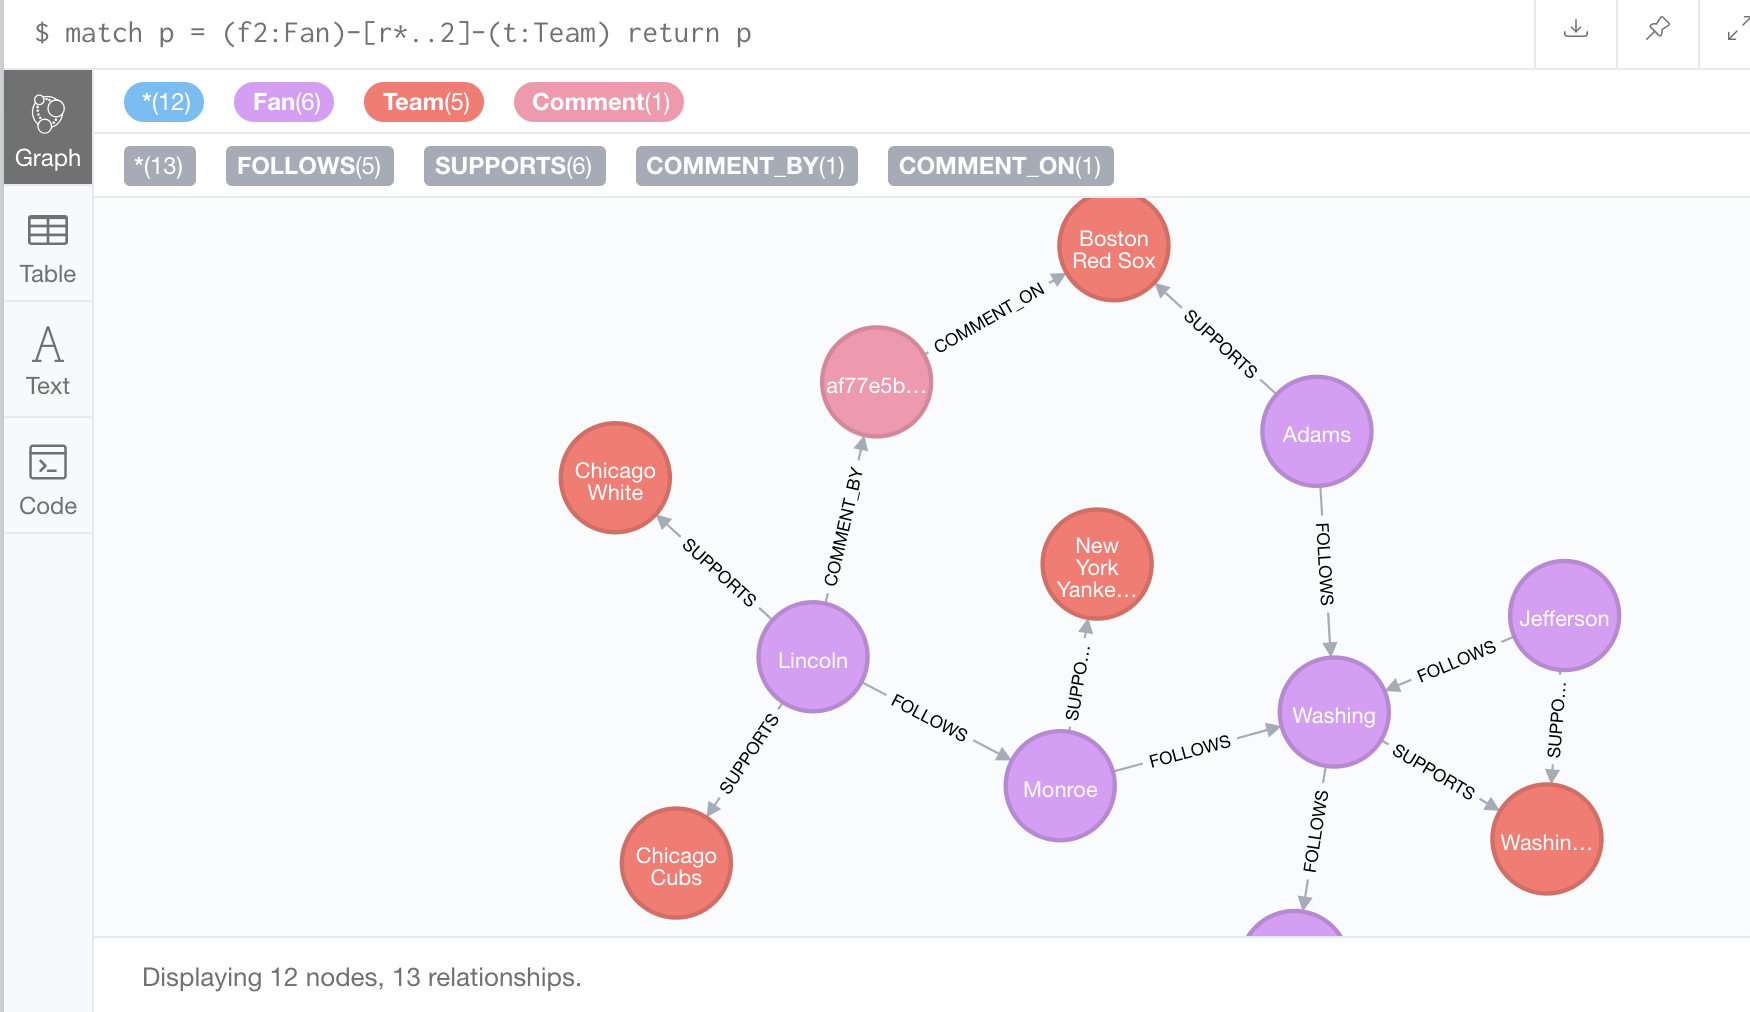 $ match p = (f2:Fan)-[r*..2]-(t:Team) return p
*(12) Fan(6) Team(5) Comment(1)
*(13) FOLLOWS(5) SUPPORTS(6) COMMENT_BY(1) COMMENT_ON(1)
Graph
Table
Text
Code
Boston
Red Sox
COMMENT_ON
SUPPORTS
af77e5b…
Adams
Chicago
White
COMMENT_BY
SUPPORTS
New
York
Yanke…
FOLLOWS
Jefferson
Lincoln
SUPPO…
FOLLOWS
FOLLOWS
SUPPO…
Washing
SUPPORTS
Monroe
FOLLOWS
SUPPORTS
FOLLOWS
Washin…
Chicago
Cubs
Displaying 12 nodes, 13 relationships.